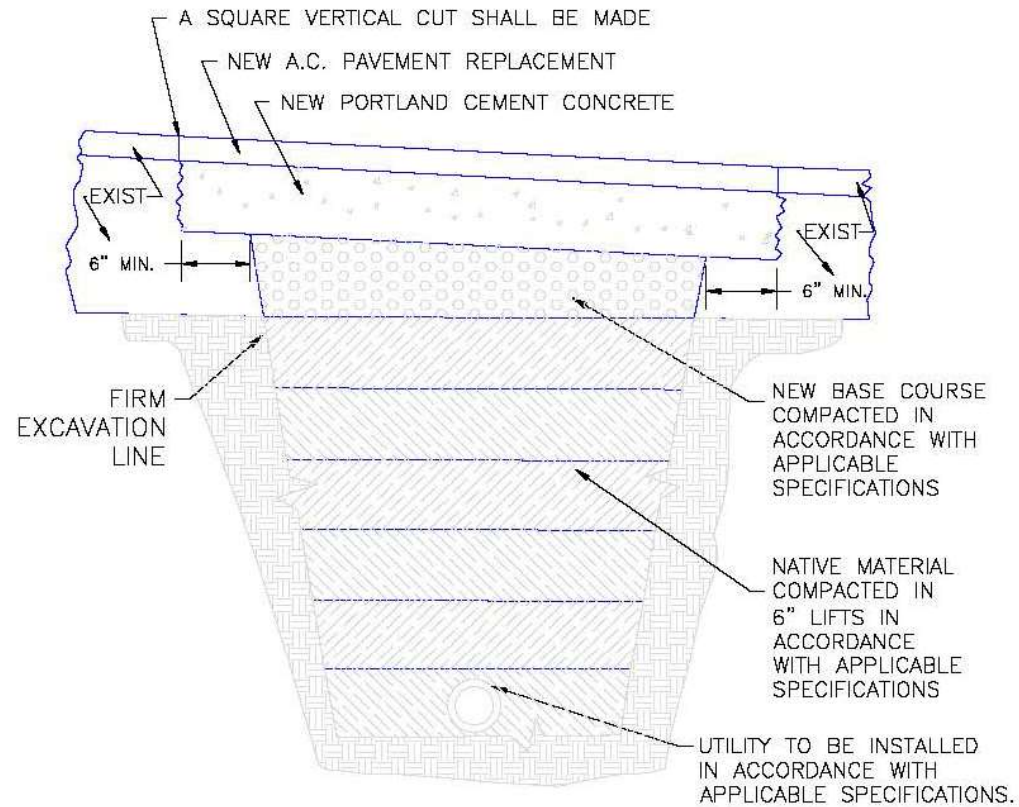 A SQUARE VERTICAL CUT SHALL BE MADE
NEW A.C. PAVEMENT REPLACEMENT
NEW PORTLAND CEMENT CONCRETE
EXIST
6" MIN.
EXIST
6" MIN.
FIRM
EXCAVATION
LINE
NEW BASE COURSE
COMPACTED IN
ACCORDANCE WITH
APPLICABLE
SPECIFICATIONS
NATIVE MATERIAL
COMPACTED IN
6" LIFTS IN
ACCORDANCE
WITH APPLICABLE
SPECIFICATIONS
UTILITY TO BE INSTALLED
IN ACCORDANCE WITH
APPLICABLE SPECIFICATIONS.